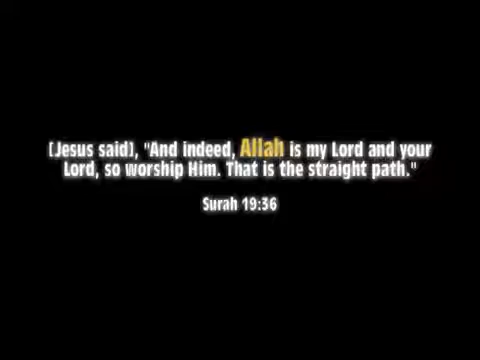 [Jesus said], "And indeed, Allah is my Lord and your
Lord, so worship Him. That is the straight path."
Surah 19:36